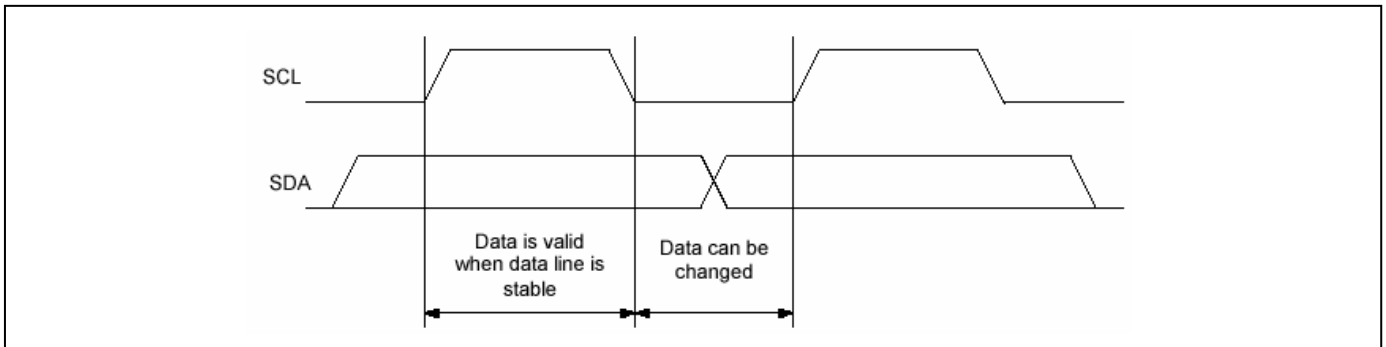 SCL
SDA
Data is valid
when data line is
stable
Data can be
changed